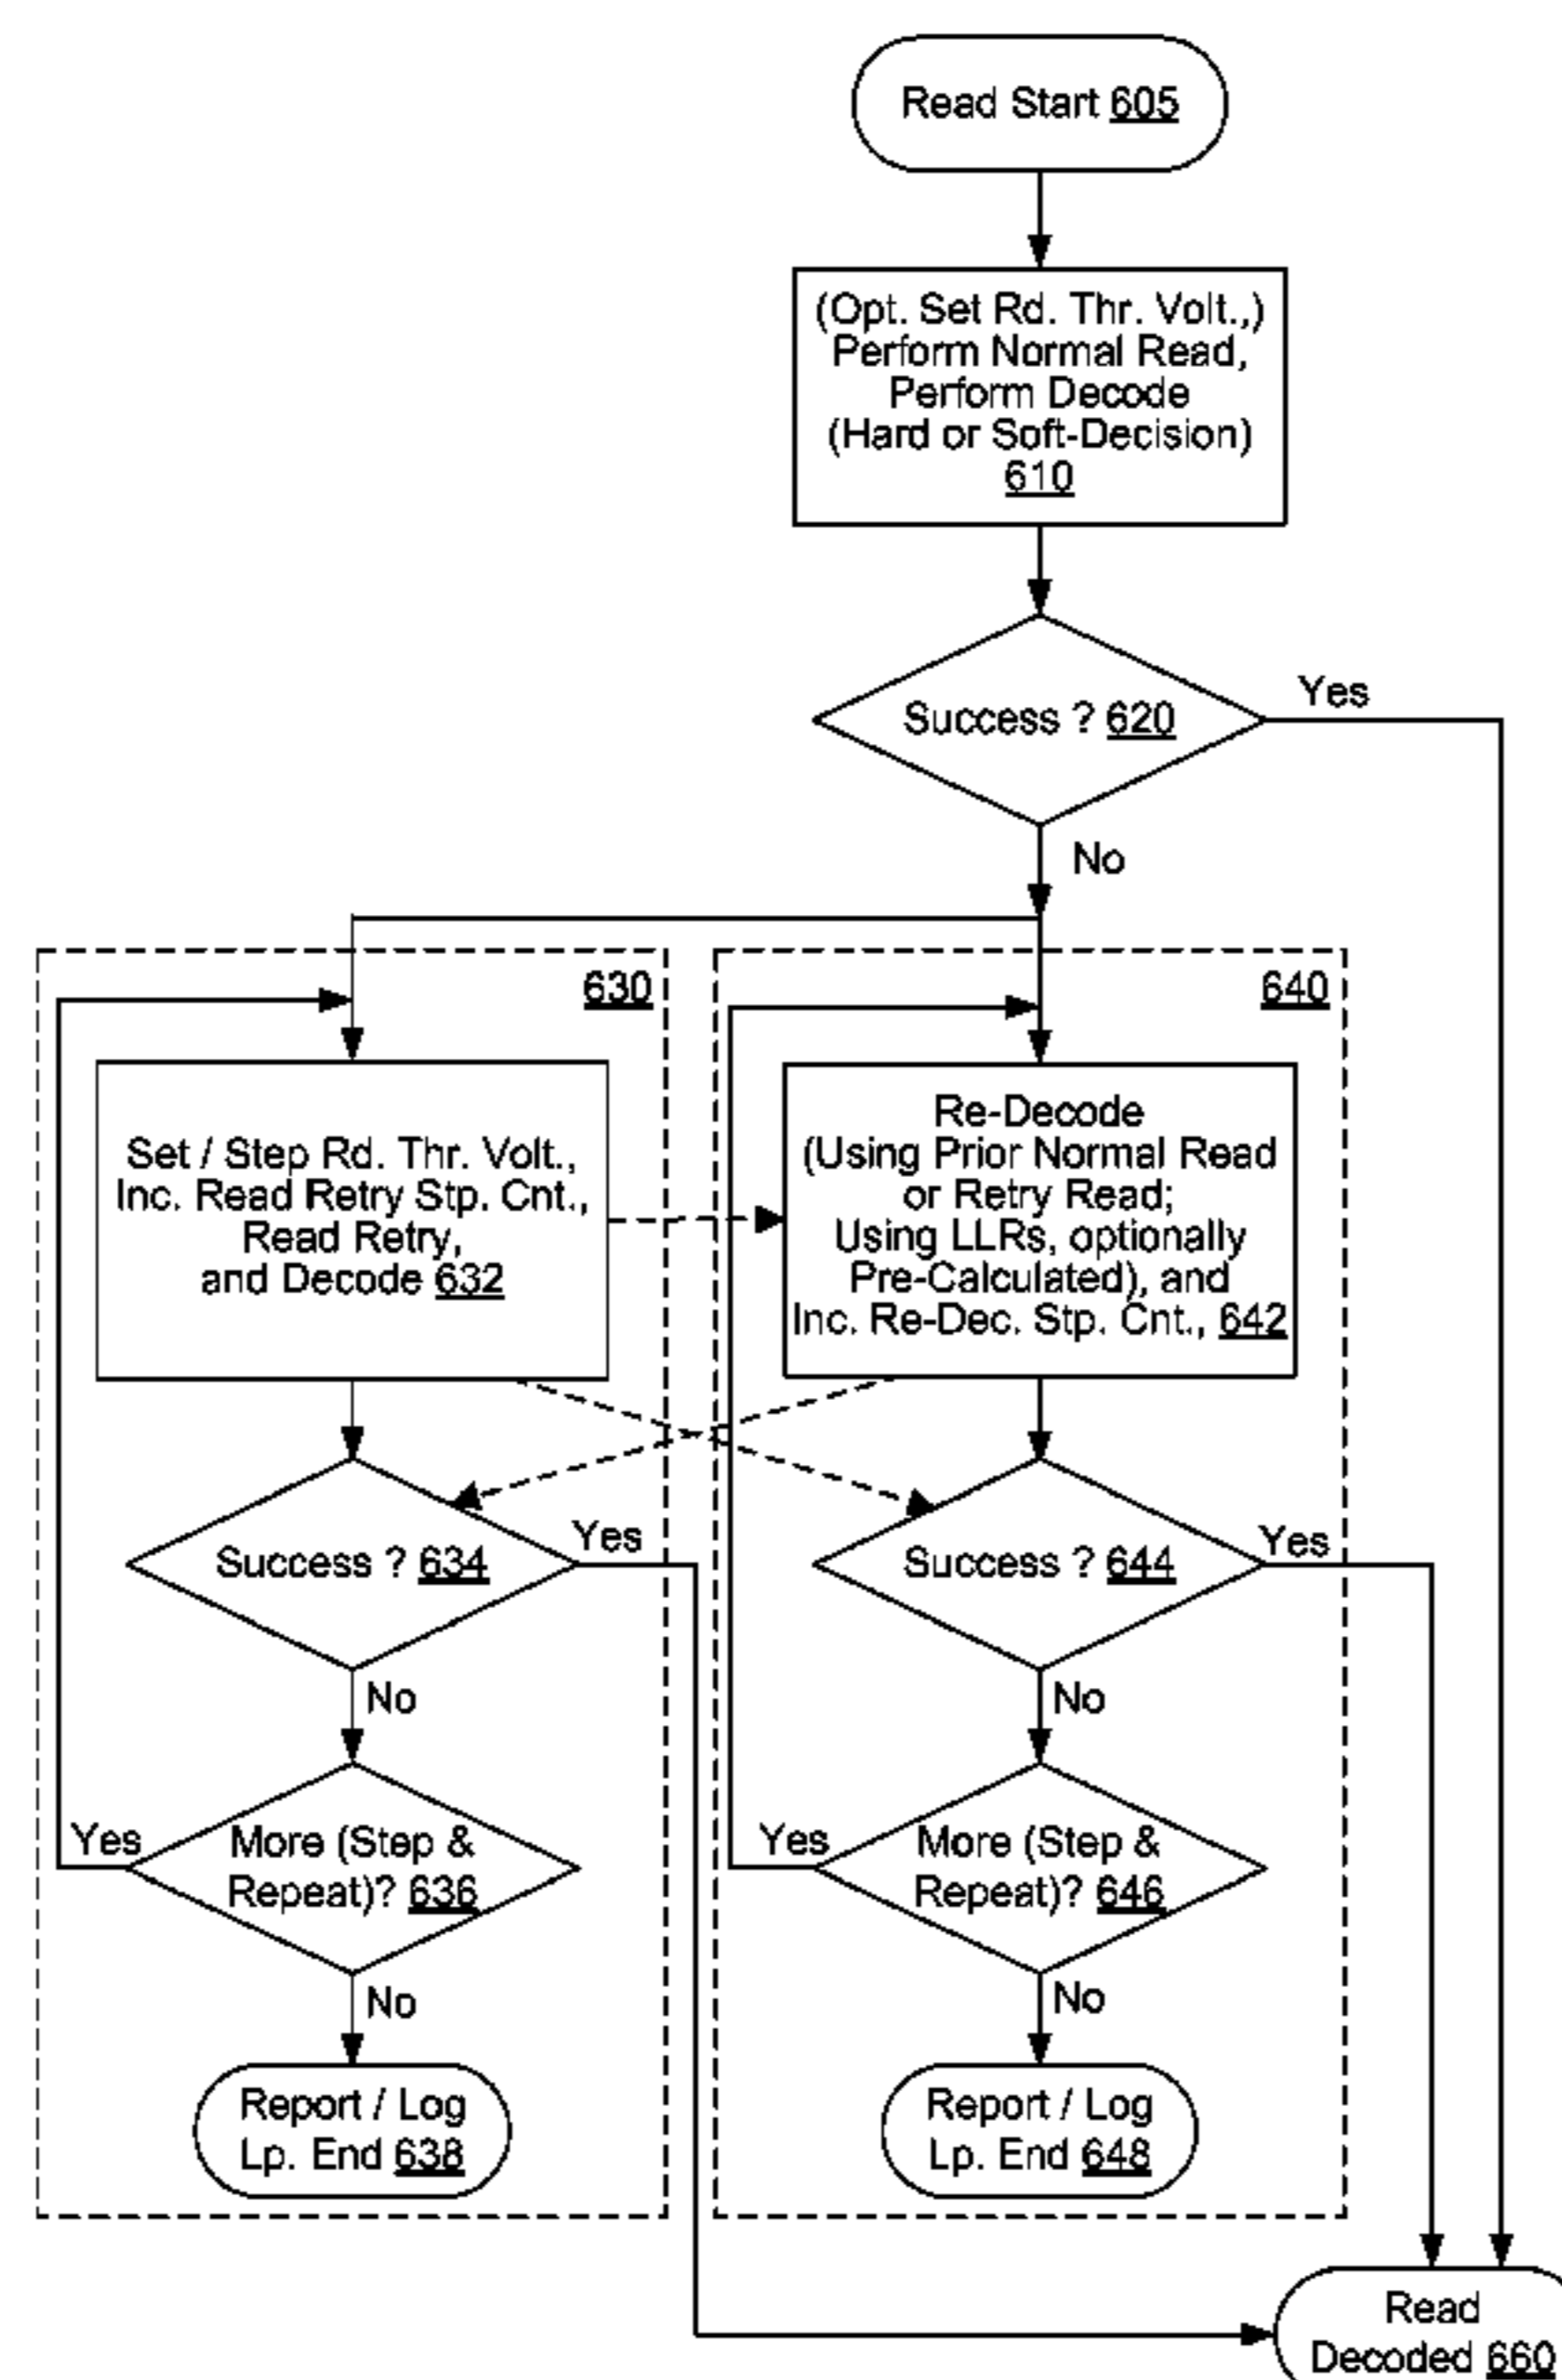 Read Start 605
(Opt. Set Rd. Thr. Volt.,)
Perform Normal Read,
Perform Decode
(Hard or Soft-Decision)
610
Success ? 620
Yes
No
630
Set / Step Rd. Thr. Volt.,
Inc. Read Retry Stp. Cnt.,
Read Retry,
and Decode 632
Success ? 634
Yes
No
More (Step &
Repeat)? 636
Yes
No
Report / Log
Lp. End 638
640
Re-Decode
(Using Prior Normal Read
or Retry Read;
Using LLRs, optionally
Pre-Calculated), and
Inc. Re-Dec. Stp. Cnt., 642
Success ? 644
Yes
No
More (Step &
Repeat)? 646
Yes
No
Report / Log
Lp. End 648
Read
Decoded 660